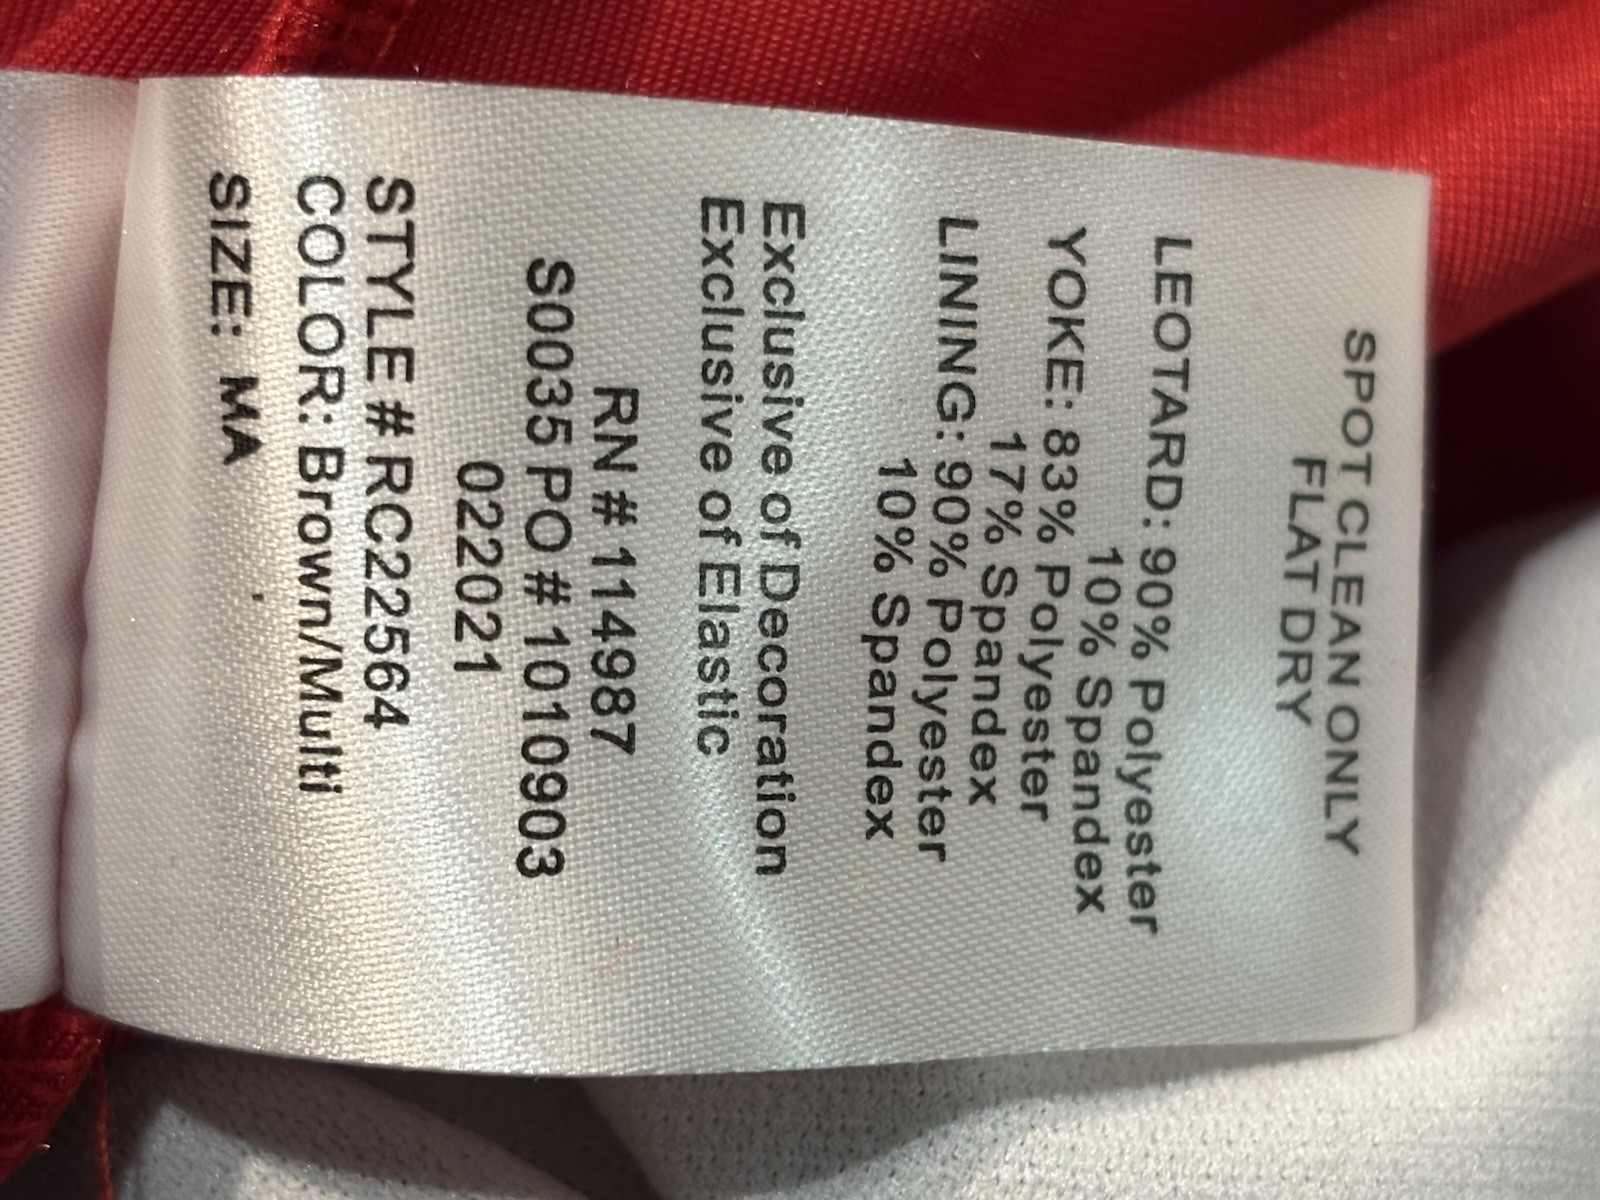 SPOT CLEAN ONLY
FLAT DRY
LEOTARD: 90% Polyester
10% Spandex
YOKE: 83% Polyester
17% Spandex
LINING: 90% Polyester
10% Spandex
Exclusive of Decoration
Exclusive of Elastic
RN # 114987
S0035 PO # 1010903
022021
STYLE # RC22564
COLOR: Brown/Multi
SIZE: MA